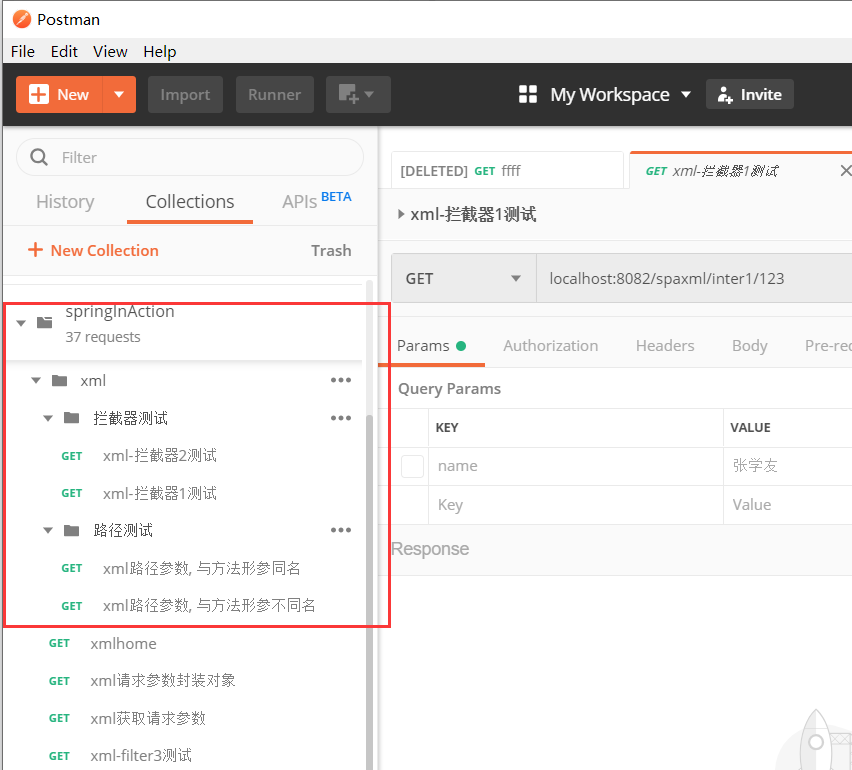 Postman
File Edit View Help
New Import Runner My Workspace Invite
Filter
History Collections APIs BETA
New Collection Trash
springInAction
37 requests
xml
拦截器测试
GET xml-拦截器2测试
GET xml-拦截器1测试
路径测试
GET xml路径参数, 与方法形参同名
GET xml路径参数, 与方法形参不同名
GET xmlhome
GET xml请求参数封装对象
GET xml获取请求参数
GET xml-filter3测试
[DELETED] GET ffff GET xml-拦截器1测试
xml-拦截器1测试
GET localhost:8082/spaxml/inter1/123
Params Authorization Headers Body Pre-rec
Query Params
KEY VALUE
name 张学友
Key Value
Response